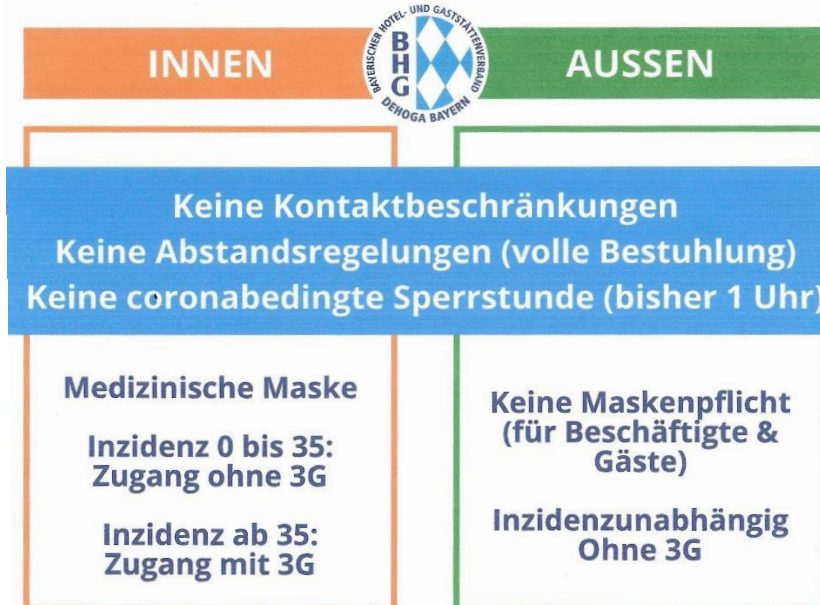 INNEN
BAYERISCHER HOTEL- UND GASTSTÄTTENVERBAND
BHG
DEHOGA BAYERN
AUSSEN
Keine Kontaktbeschränkungen
Keine Abstandsregelungen (volle Bestuhlung)
Keine coronabedingte Sperrstunde (bisher 1 Uhr)
Medizinische Maske
Inzidenz 0 bis 35:
Zugang ohne 3G
Inzidenz ab 35:
Zugang mit 3G
Keine Maskenpflicht
(für Beschäftigte &
Gäste)
Inzidenzunabhängig
Ohne 3G